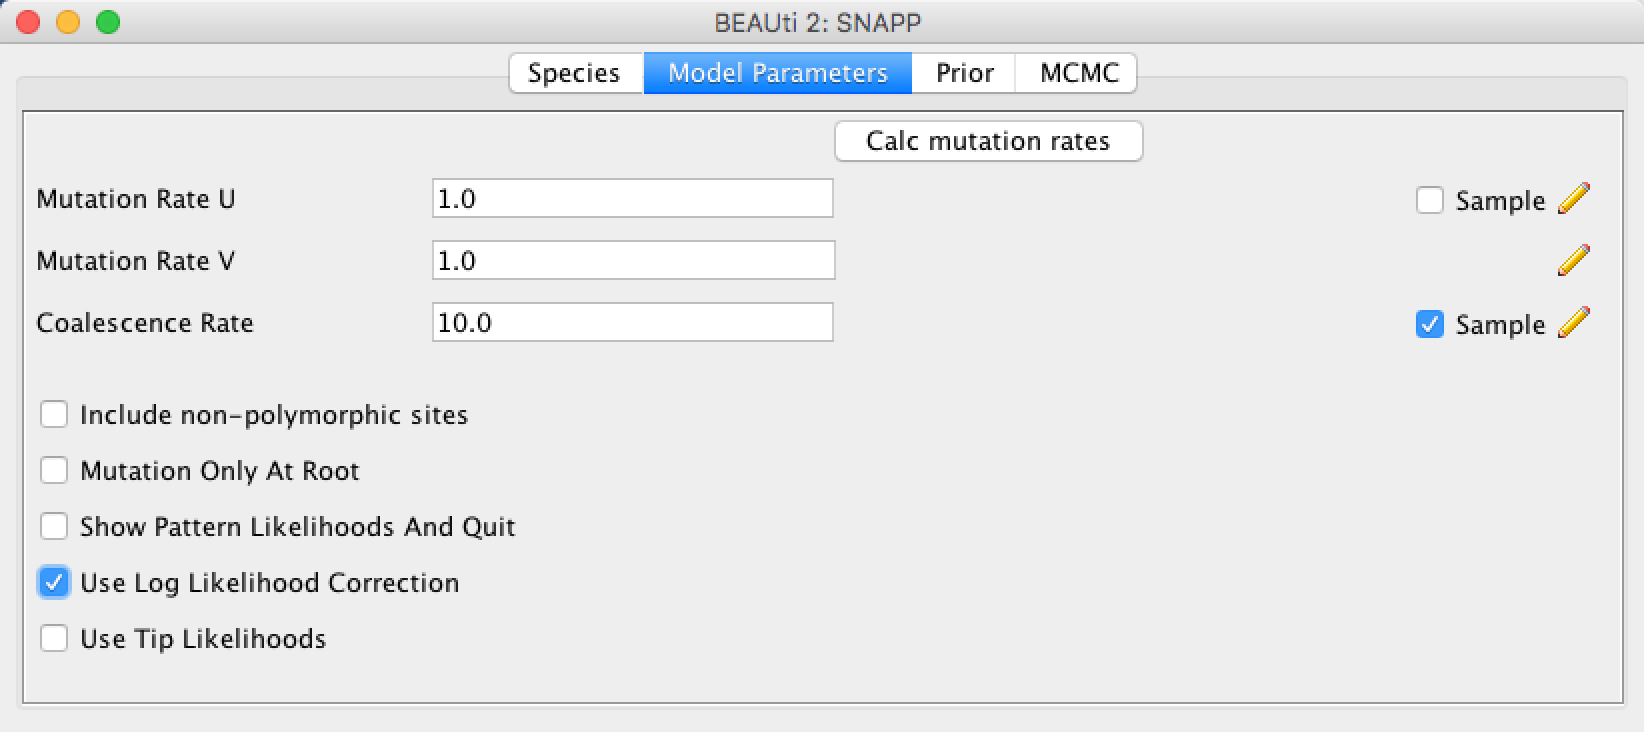 BEAUti 2: SNAPP
Species Model Parameters Prior MCMC
Calc mutation rates
Mutation Rate U 1.0 Sample
Mutation Rate V 1.0
Coalescence Rate 10.0 Sample
Include non-polymorphic sites
Mutation Only At Root
Show Pattern Likelihoods And Quit
Use Log Likelihood Correction
Use Tip Likelihoods